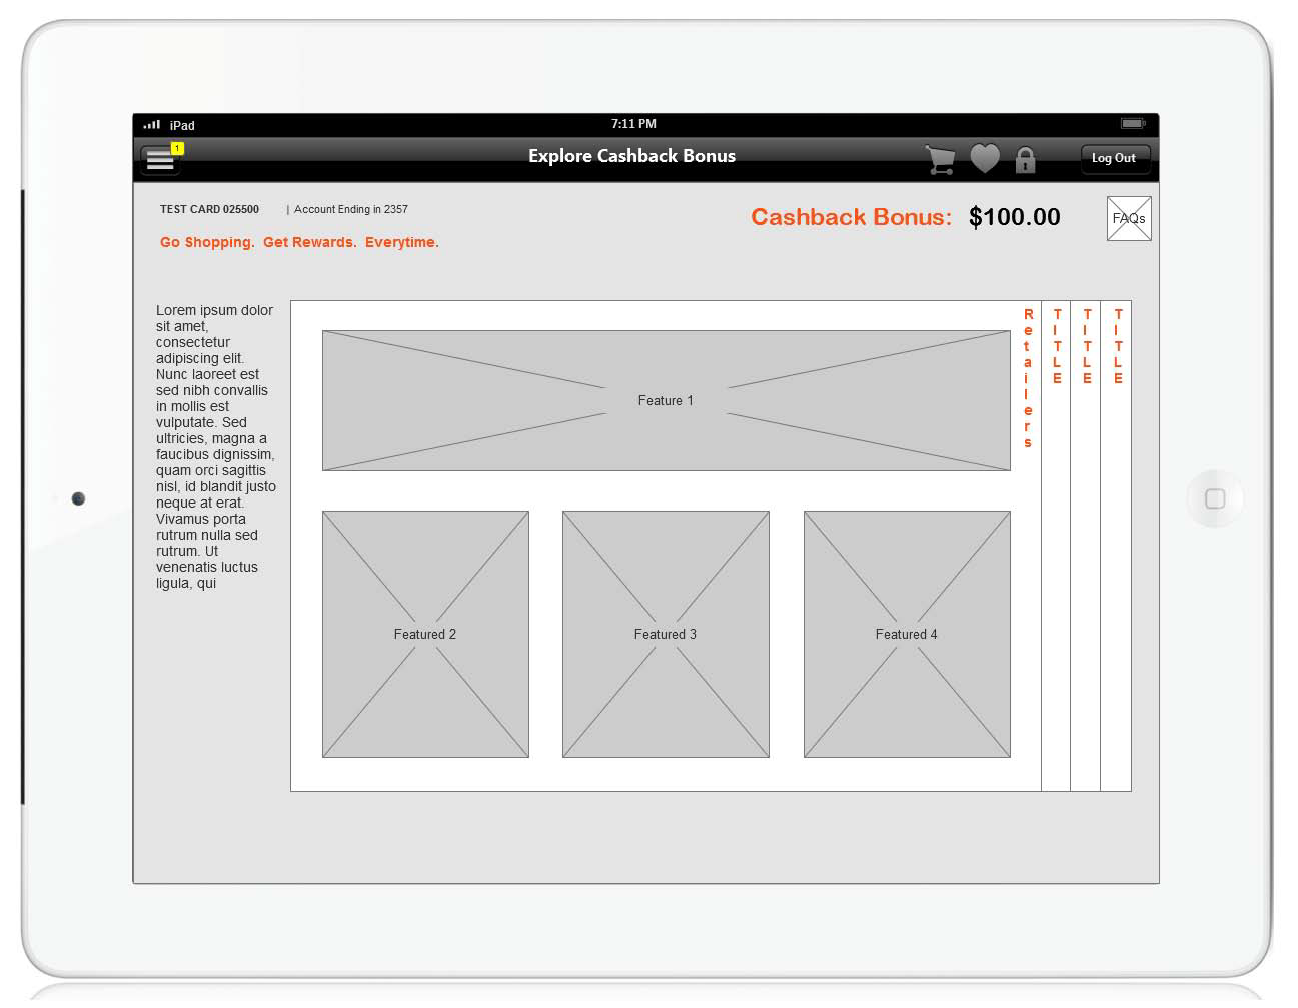 iPad
7:11 PM
1
Explore Cashback Bonus
Log Out
TEST CARD 025500 | Account Ending in 2357
Cashback Bonus: $100.00
FAQs
Go Shopping. Get Rewards. Everytime.
Lorem ipsum dolor
sit amet,
consectetur
adipiscing elit.
Nunc laoreet est
sed nibh convallis
in mollis est
vulputate. Sed
ultricies, magna a
faucibus dignissim,
quam orci sagittis
nisl, id blandit justo
neque at erat.
Vivamus porta
rutrum nulla sed
rutrum. Ut
venenatis luctus
ligula, qui
Feature 1
Featured 2
Featured 3
Featured 4
Retailers
TITLE
TITLE
TITLE